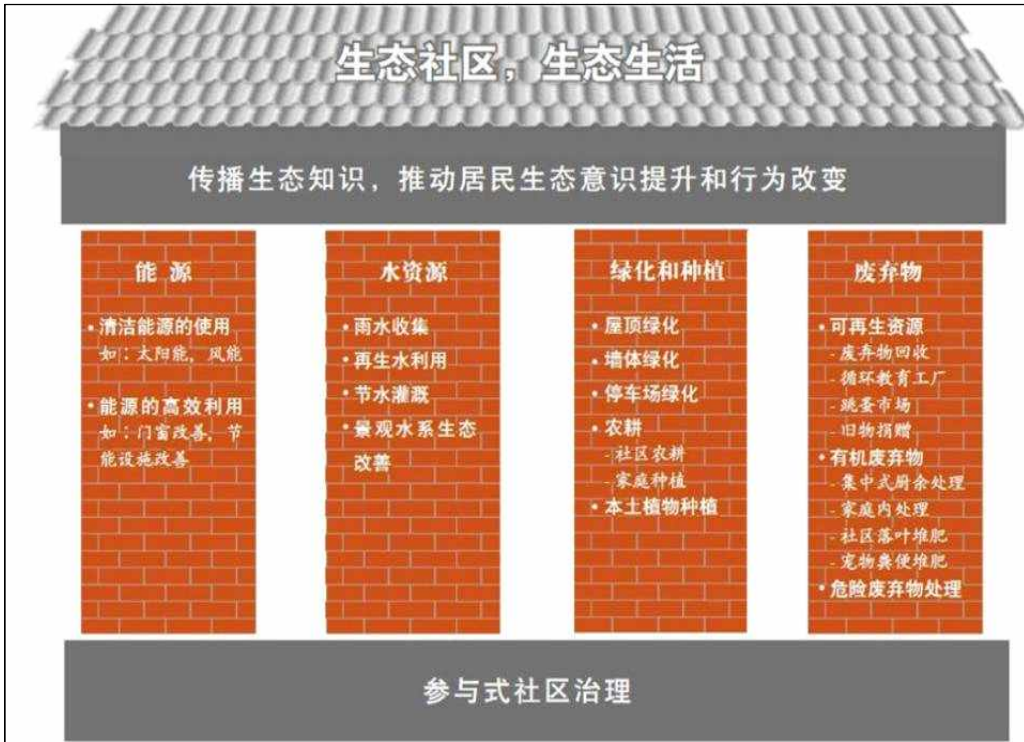 生态社区，生态生活
传播生态知识，推动居民生态意识提升和行为改变
能源
• 清洁能源的使用
如：太阳能，风能
• 能源的高效利用
如：门窗改善，节
能设施改善
水资源
• 雨水收集
• 再生水利用
• 节水灌溉
• 景观水系生态
改善
绿化和种植
• 屋顶绿化
• 墙体绿化
• 停车场绿化
• 农耕
- 社区农耕
- 家庭种植
• 本土植物种植
废弃物
• 可再生资源
- 废弃物回收
- 循环教育工厂
- 跳蚤市场
- 旧物捐赠
• 有机废弃物
- 集中式厨余处理
- 家庭内处理
- 社区落叶堆肥
- 宠物粪便堆肥
• 危险废弃物处理
参与式社区治理